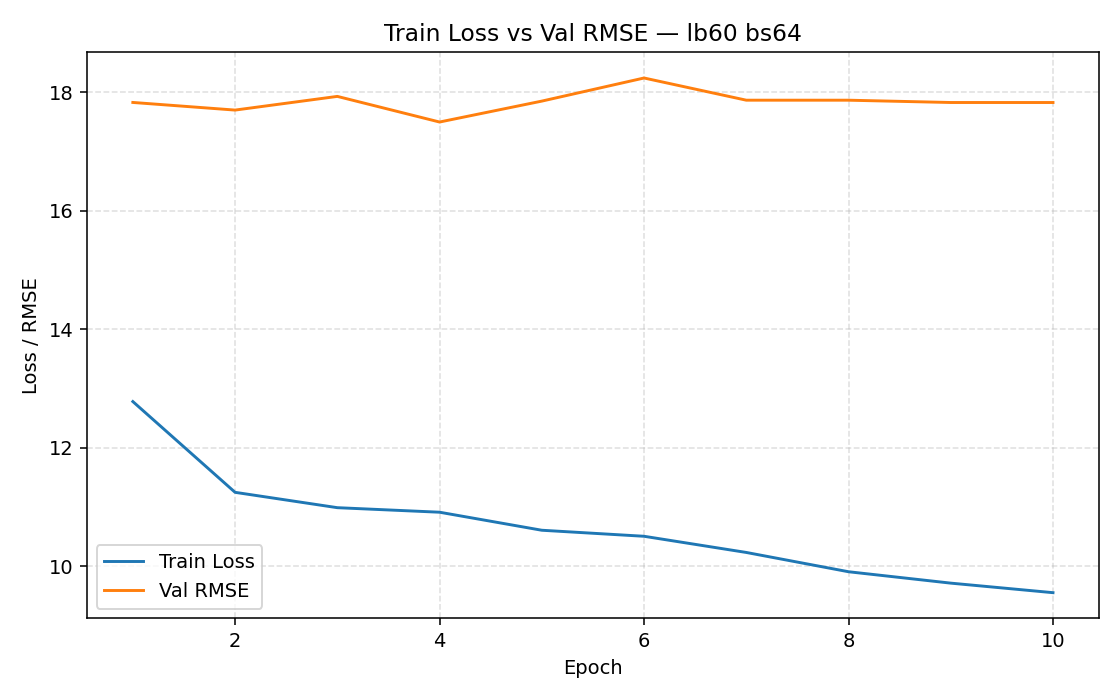 Train Loss vs Val RMSE — lb60 bs64
Loss / RMSE
18
16
14
12
10
Train Loss
Val RMSE
2
4
6
8
10
Epoch